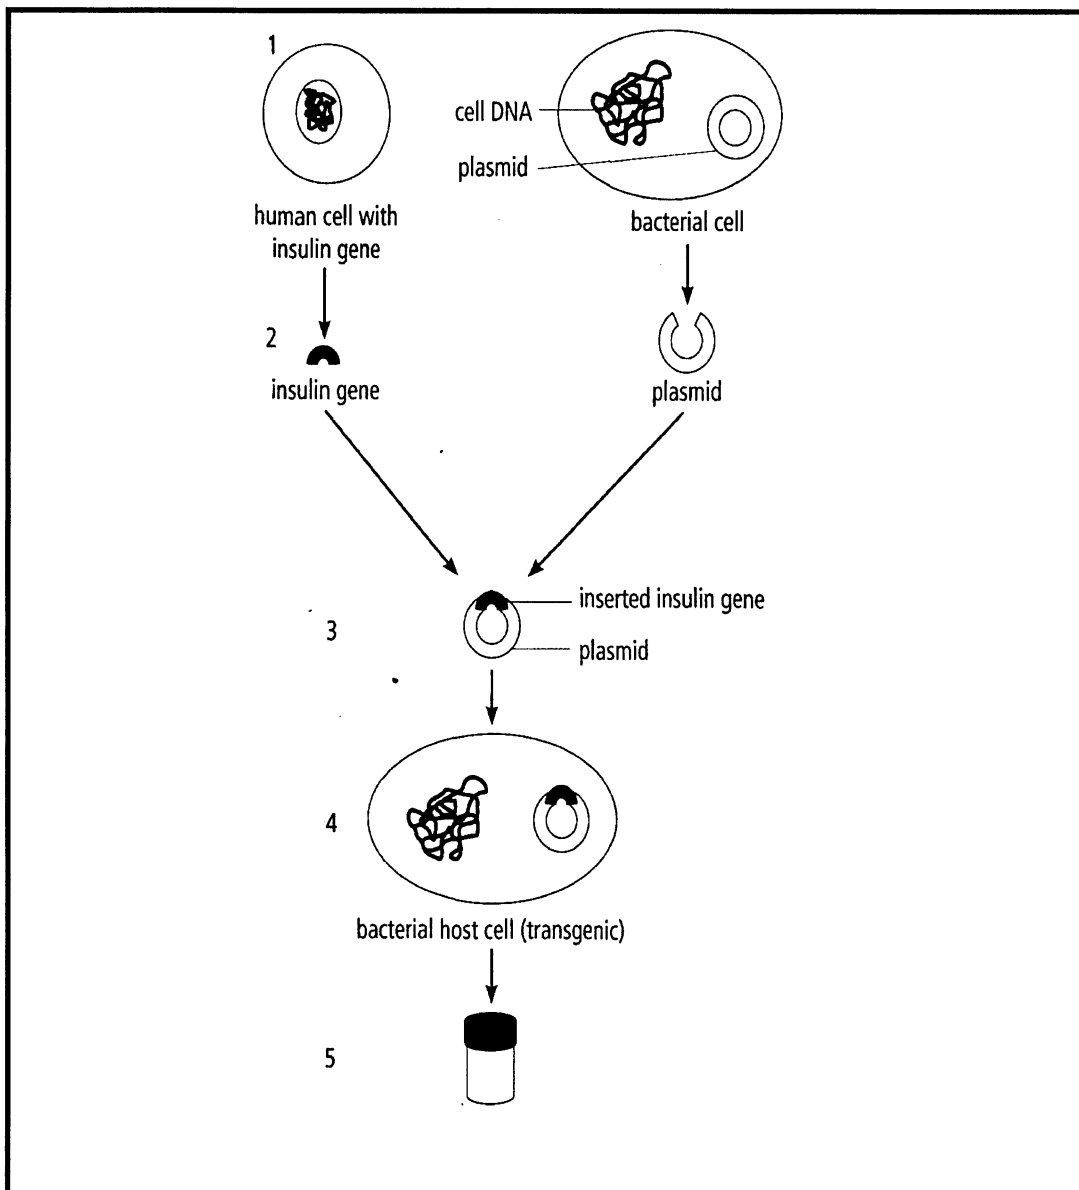 1
cell DNA
plasmid
human cell with
insulin gene
bacterial cell
2
insulin gene
plasmid
3
inserted insulin gene
plasmid
4
bacterial host cell (transgenic)
5